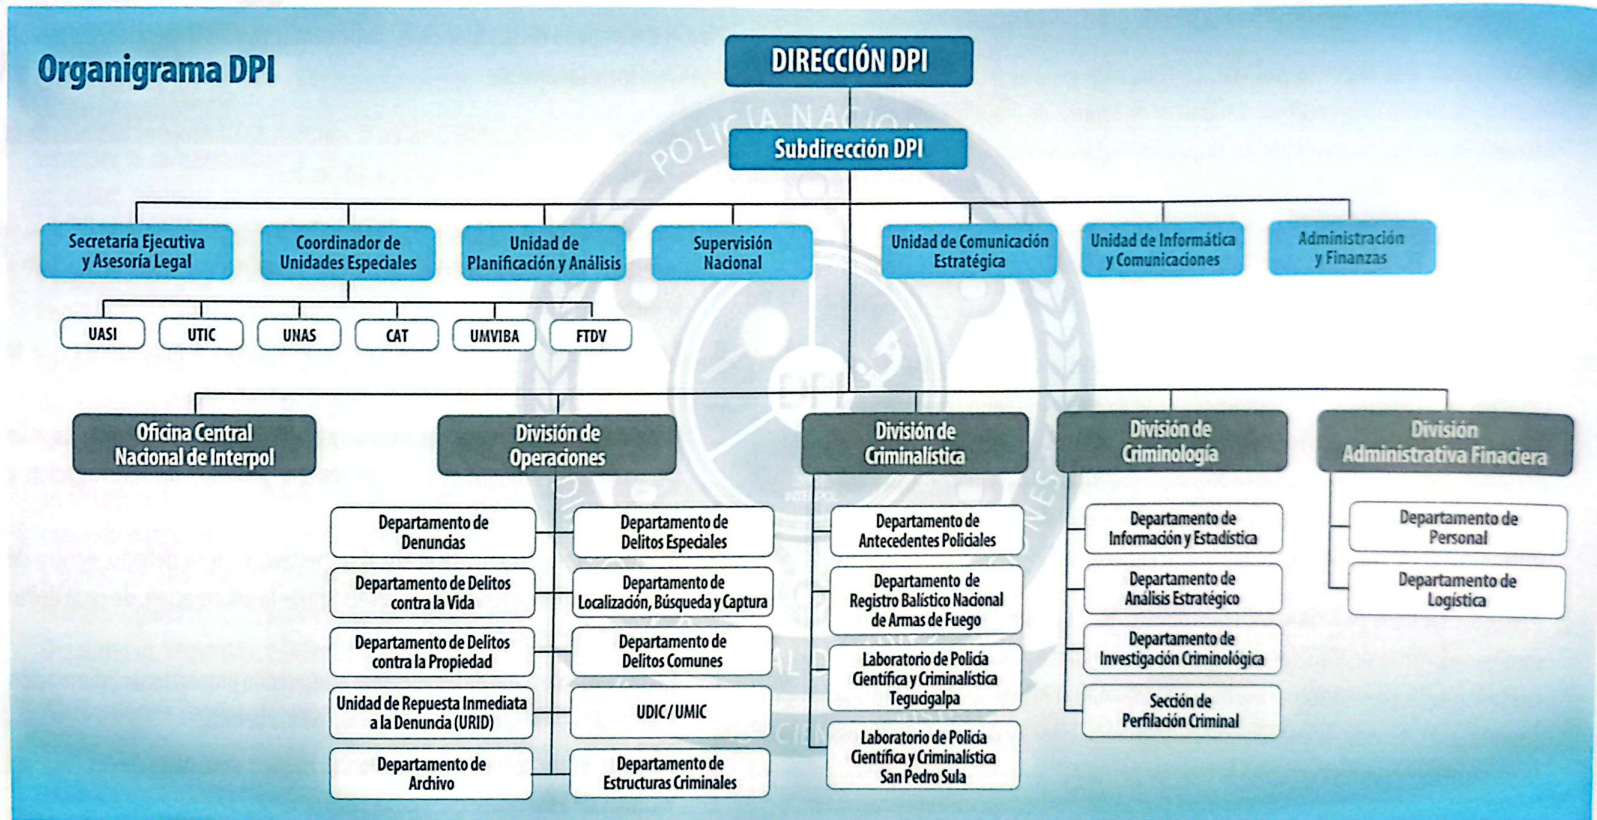 Organigrama DPI
DIRECCIÓN DPI
Subdirección DPI
Secretaría Ejecutiva
y Asesoría Legal
Coordinador de
Unidades Especiales
Unidad de
Planificación y Análisis
Supervisión
Nacional
Unidad de Comunicación
Estratégica
Unidad de Informática
y Comunicaciones
Administración
y Finanzas
UASI
UTIC
UNAS
CAT
UMVIBA
FTDV
Oficina Central
Nacional de Interpol
División de
Operaciones
División de
Criminalística
División de
Criminología
División
Administrativa Finaciera
Departamento de
Denuncias
Departamento de Delitos
contra la Vida
Departamento de Delitos
contra la Propiedad
Unidad de Repuesta Inmediata
a la Denuncia (URID)
Departamento de
Archivo
Departamento de
Delitos Especiales
Departamento de
Localización, Búsqueda y Captura
Departamento de
Delitos Comunes
UDIC / UMIC
Departamento de
Estructuras Criminales
Departamento de
Antecedentes Policiales
Departamento de
Registro Balístico Nacional
de Armas de Fuego
Laboratorio de Policía
Científica y Criminalística
Tegucigalpa
Laboratorio de Policía
Científica y Criminalística
San Pedro Sula
Departamento de
Información y Estadística
Departamento de
Análisis Estratégico
Departamento de
Investigación Criminológica
Sección de
Perfilación Criminal
Departamento de
Personal
Departamento de
Logística
POLICÍA NACIONAL
DPI
INTERPOL